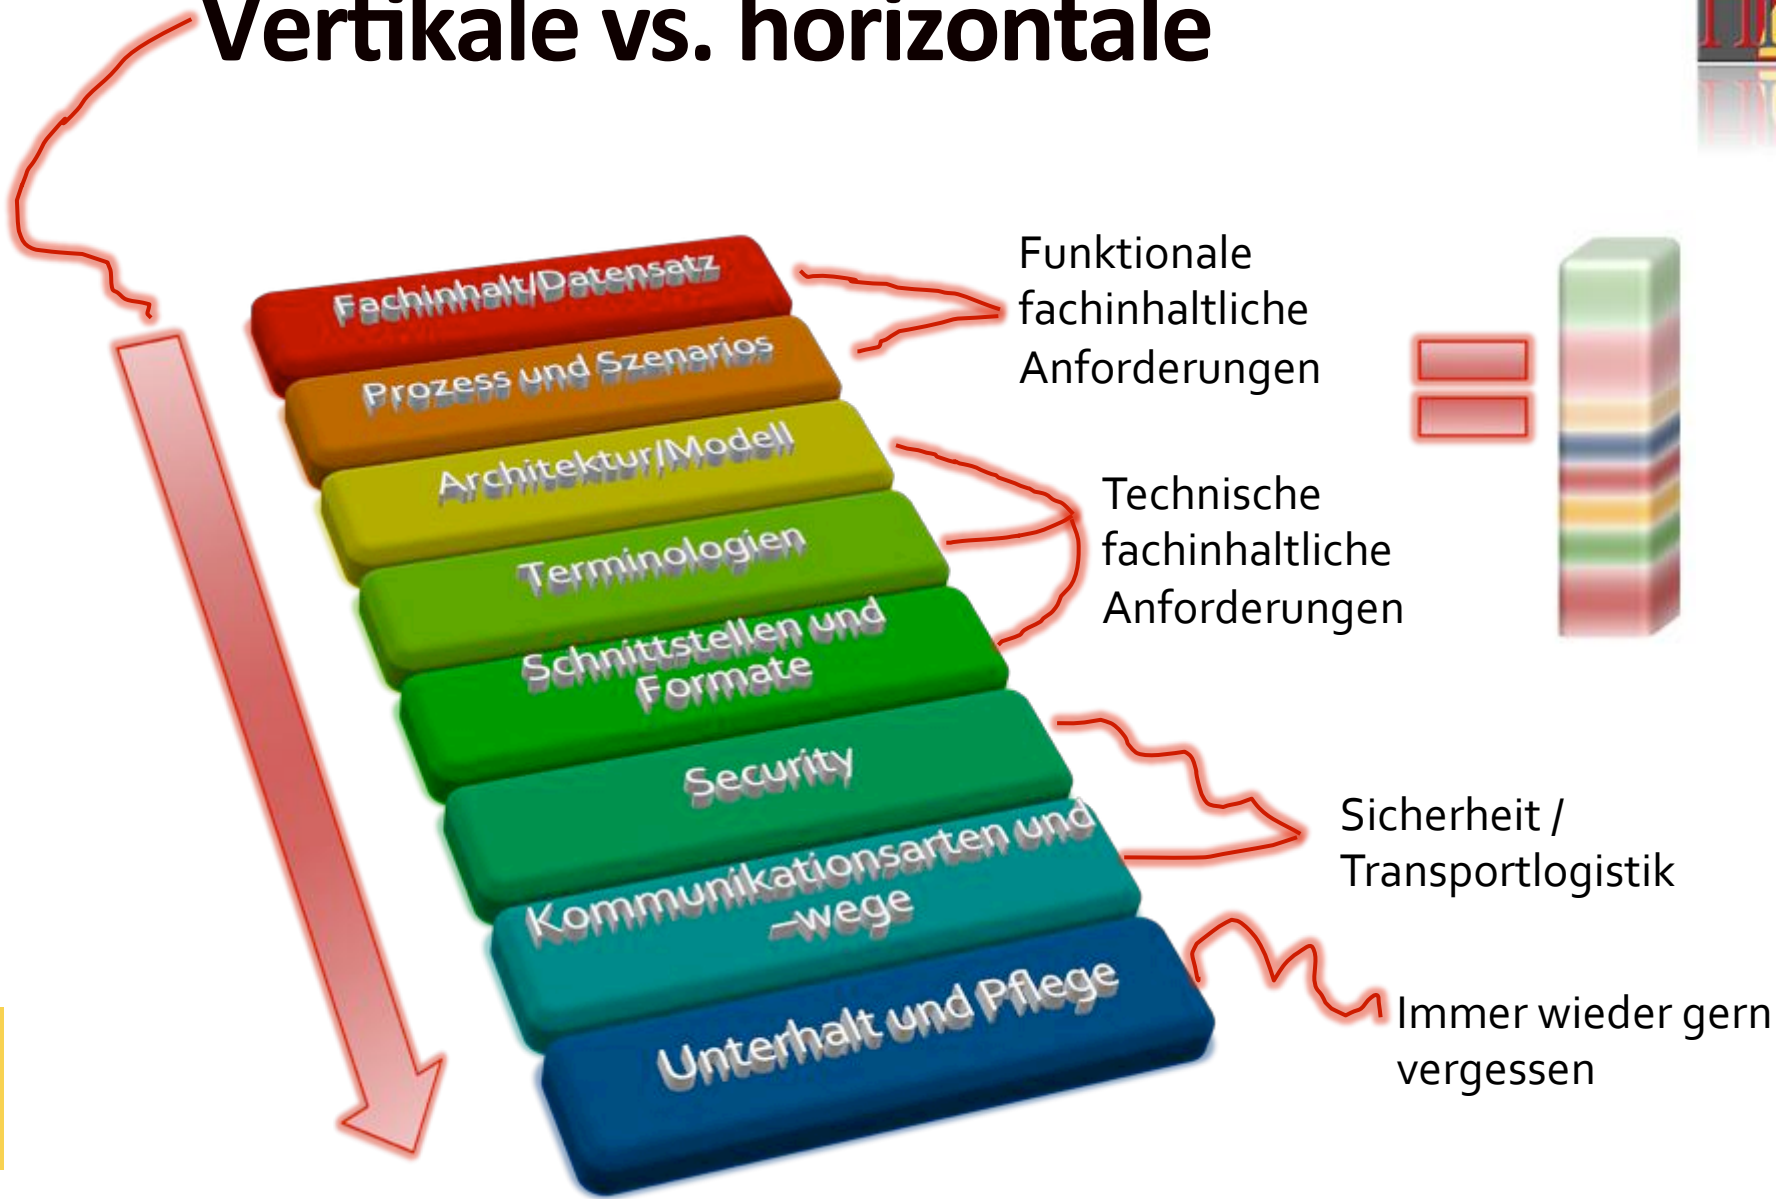 Vertikale vs. horizontale
Fachinhalt/Datensatz
Prozess und Szenarios
Architektur/Modell
Terminologien
Schnittstellen und
Formate
Security
Kommunikationsarten und
–wege
Unterhalt und Pflege
Funktionale
fachinhaltliche
Anforderungen
Technische
fachinhaltliche
Anforderungen
Sicherheit /
Transportlogistik
Immer wieder gern
vergessen